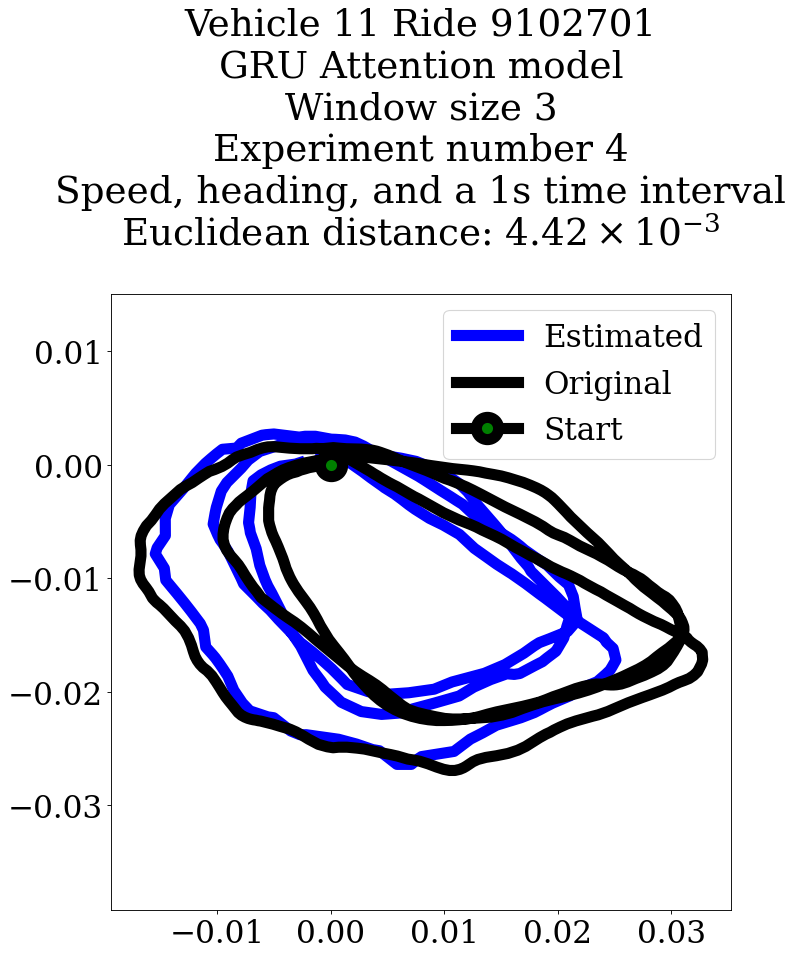 Vehicle 11 Ride 9102701
GRU Attention model
Window size 3
Experiment number 4
Speed, heading, and a 1s time interval
Euclidean distance: 4.42 × 10⁻³
Estimated
Original
Start
0.01
0.00
−0.01
−0.02
−0.03
−0.01 0.00 0.01 0.02 0.03